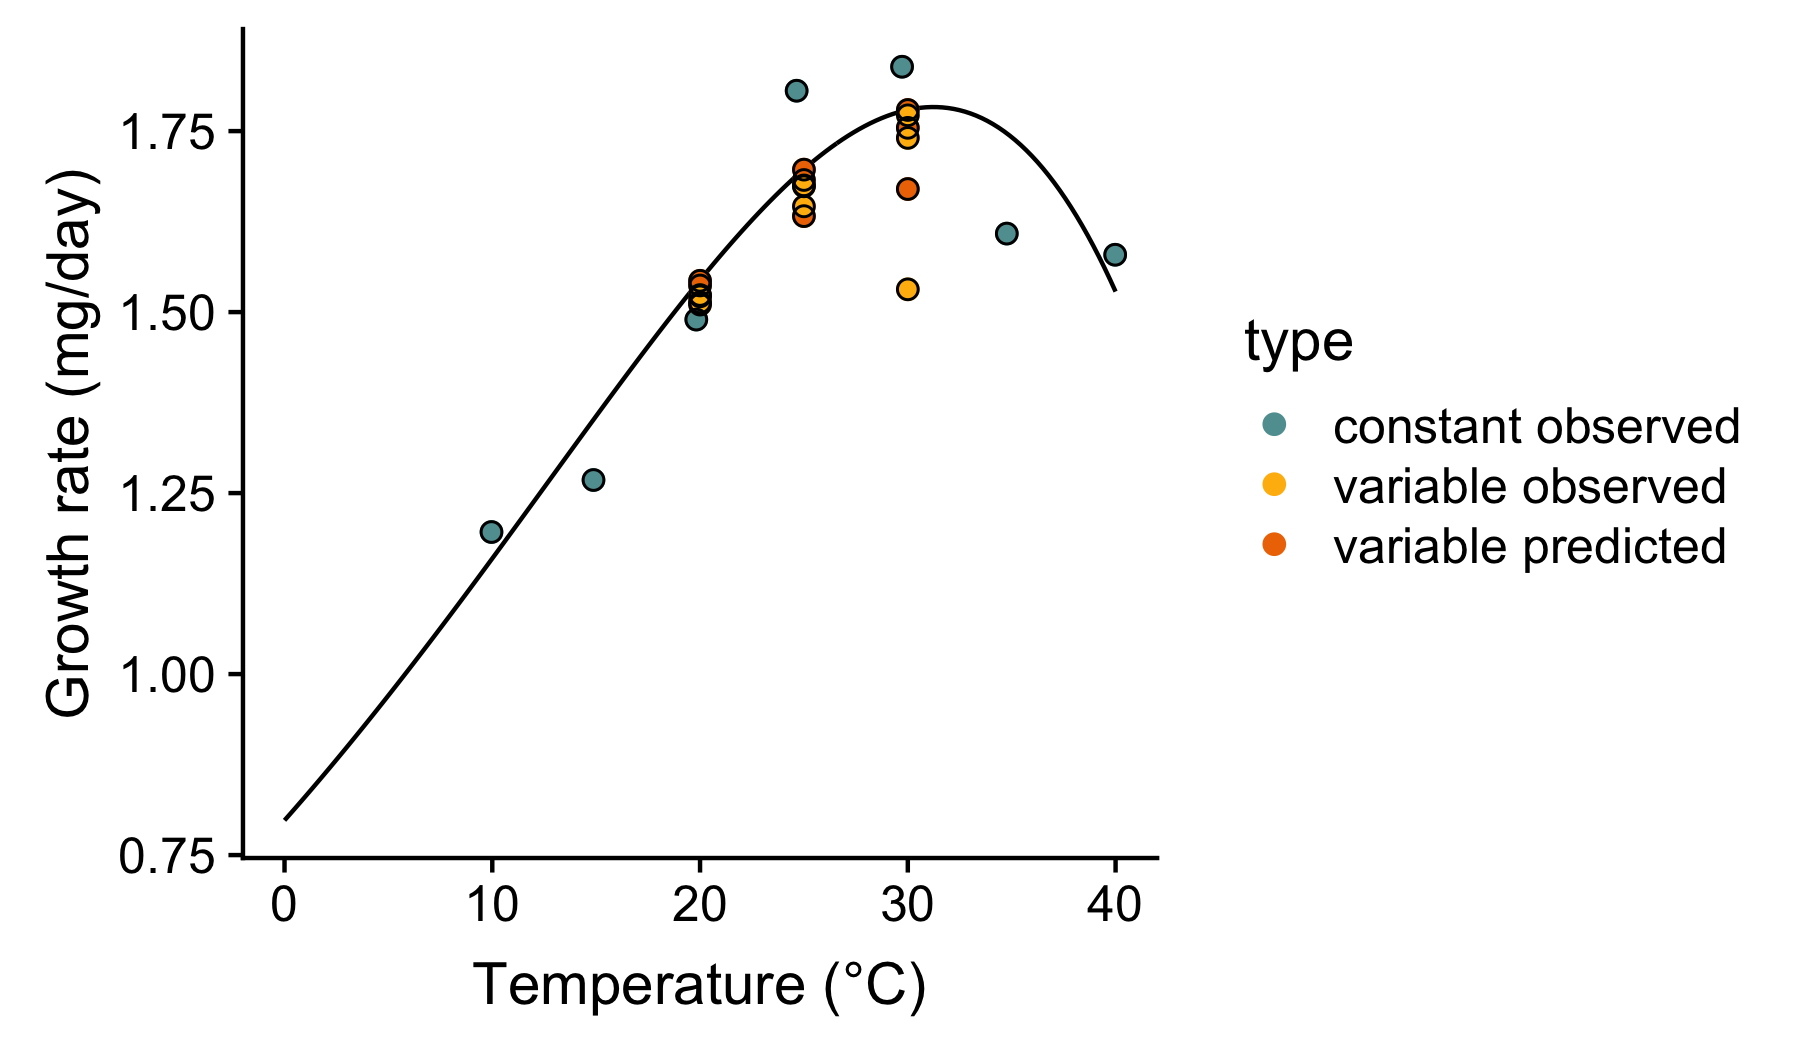 Growth rate (mg/day)
1.75
1.50
1.25
1.00
0.75
0 10 20 30 40
Temperature (°C)
type
constant observed
variable observed
variable predicted